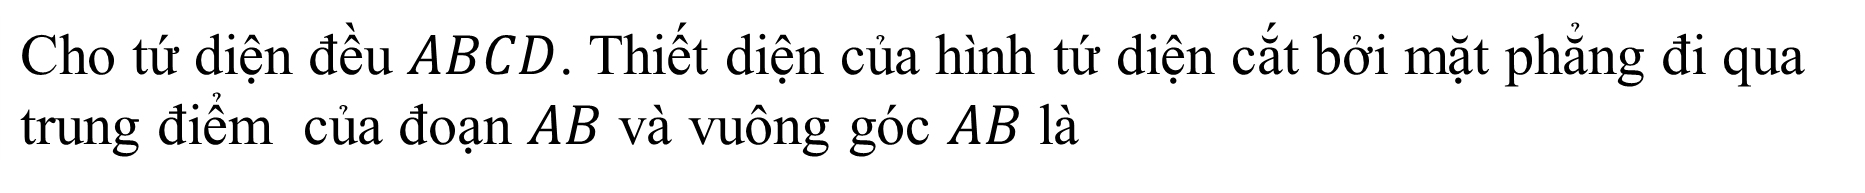 Cho tứ diện đều ABCD. Thiết diện của hình tứ diện cắt bởi mặt phẳng đi qua
trung điểm của đoạn AB và vuông góc AB là